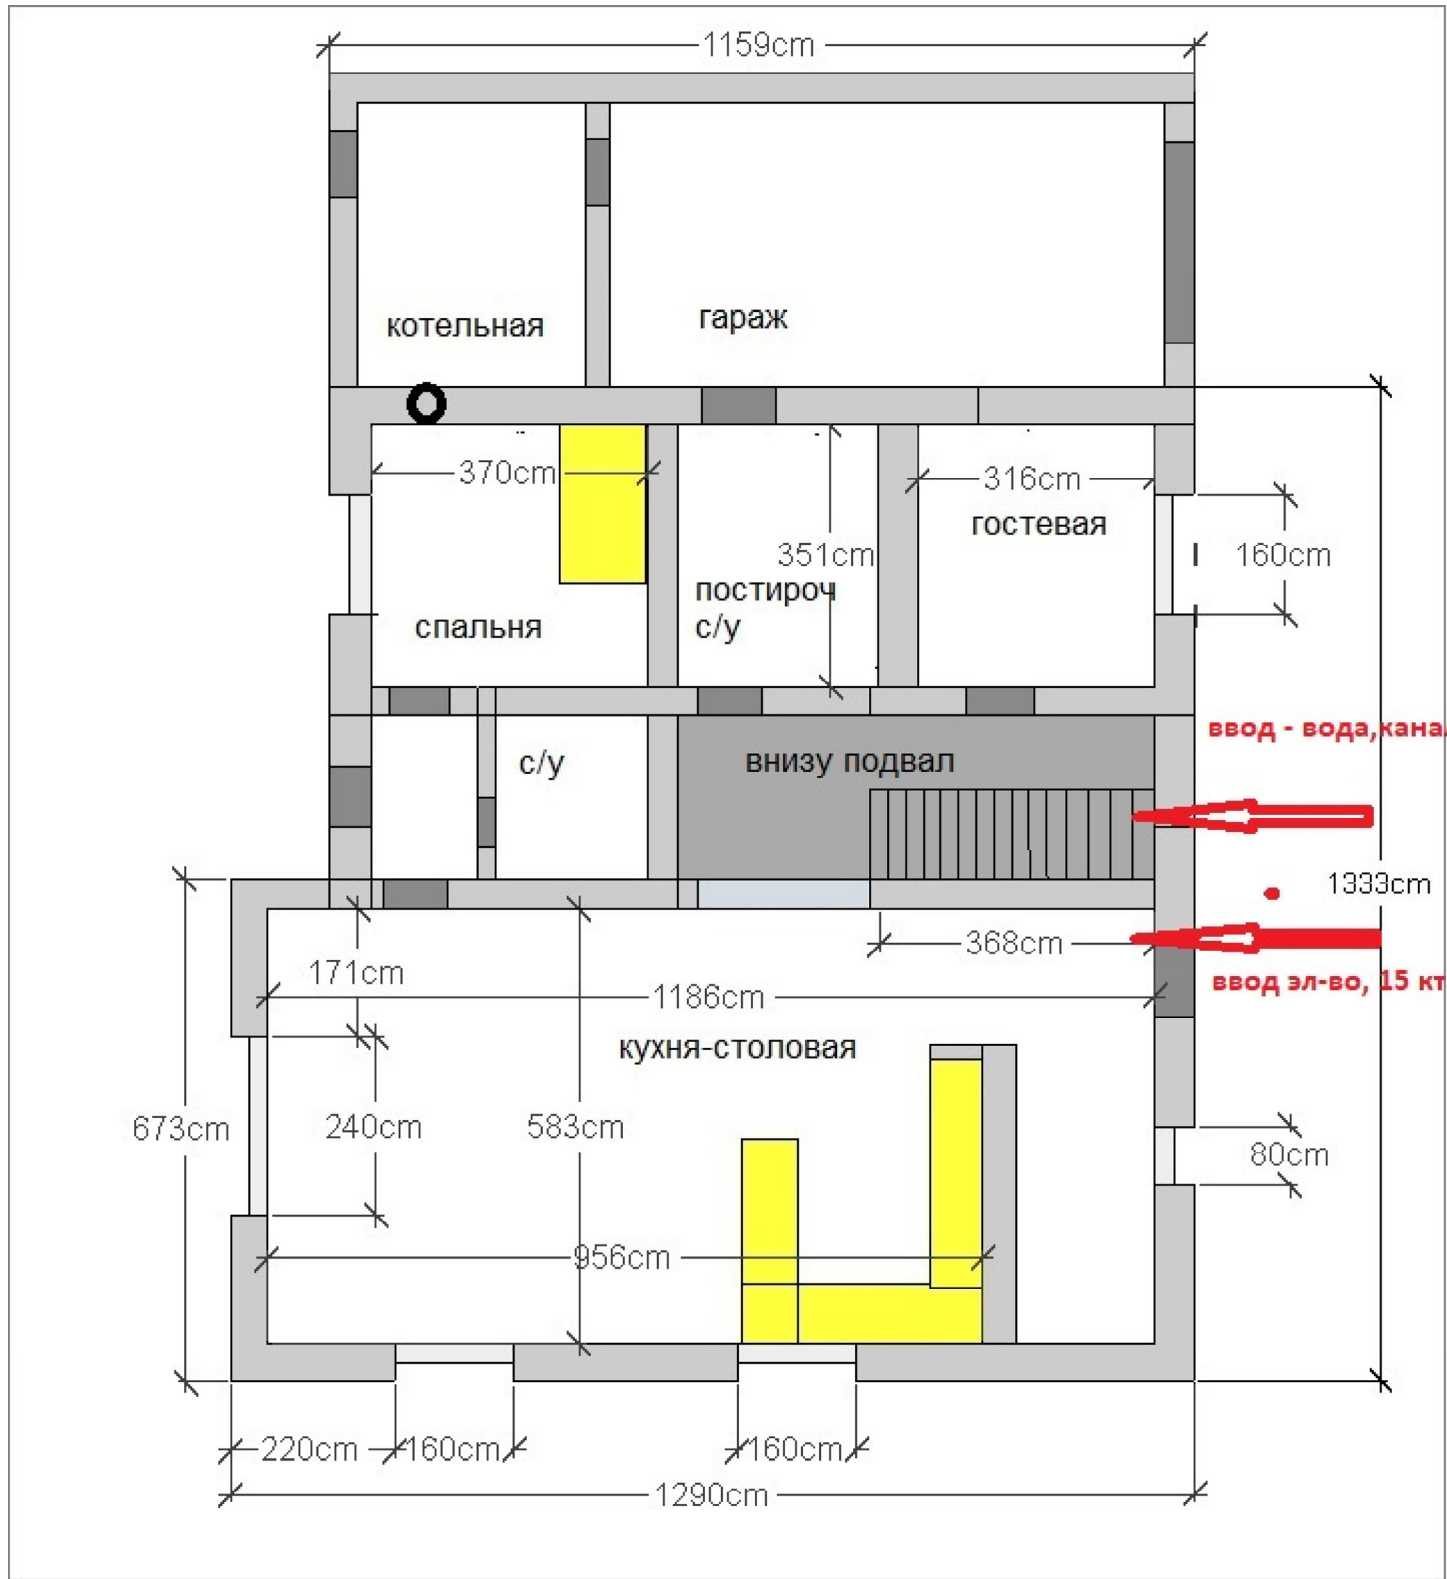 1159cm
котельная
гараж
370cm
316cm
гостевая
351cm
160cm
постироч
с/у
спальня
ввод - вода,кана
с/у
внизу подвал
1333cm
368cm
171cm
ввод эл-во, 15 кт
1186cm
кухня-столовая
673cm
240cm
583cm
80cm
956cm
220cm
160cm
160cm
1290cm